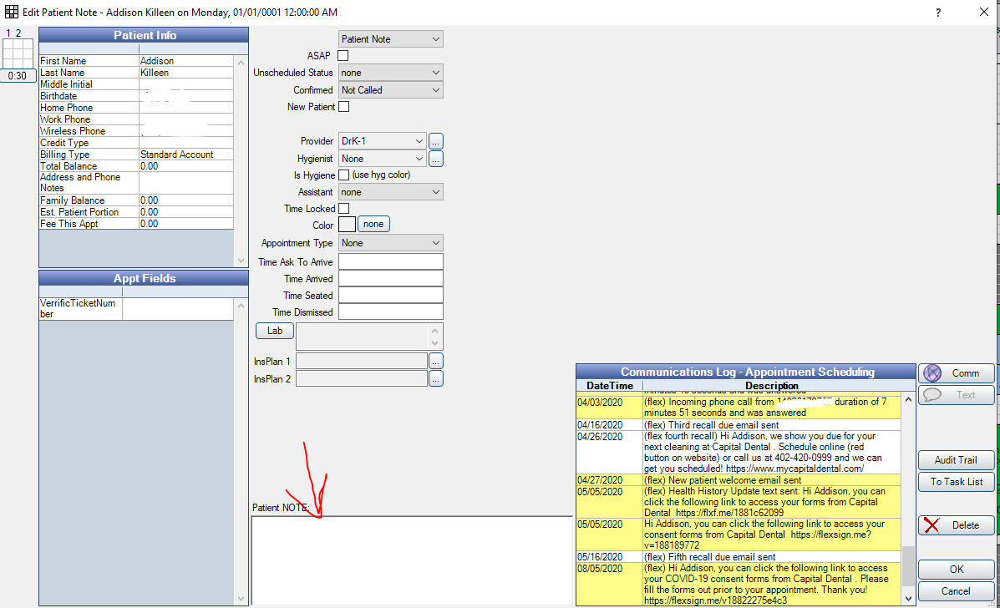 Edit Patient Note - Addison Killeen on Monday, 01/01/0001 12:00:00 AM
?
1 2
0:30
Patient Info
First Name Addison
Last Name Killeen
Middle Initial
Birthdate
Home Phone
Work Phone
Wireless Phone
Credit Type
Billing Type Standard Account
Total Balance 0.00
Address and Phone
Notes
Family Balance 0.00
Est. Patient Portion 0.00
Fee This Appt 0.00
Appt Fields
VerrificTicketNum
ber
Patient Note
ASAP
Unscheduled Status none
Confirmed Not Called
New Patient
Provider DrK-1 ...
Hygienist None ...
Is Hygiene (use hyg color)
Assistant none
Time Locked
Color none
Appointment Type None
Time Ask To Arrive
Time Arrived
Time Seated
Time Dismissed
Lab
InsPlan 1 ...
InsPlan 2 ...
Patient NOTE:
Communications Log - Appointment Scheduling
DateTime Description
seconds and was answered
04/03/2020 (flex) Incoming phone call from duration of 7
minutes 51 seconds and was answered
04/16/2020 (flex) Third recall due email sent
04/26/2020 (flex fourth recall) Hi Addison, we show you due for your
next cleaning at Capital Dental . Schedule online (red
button on website) or call us at 402-420-0999 and we can
get you scheduled! https://www.mycapitaldental.com/
04/27/2020 (flex) New patient welcome email sent
05/05/2020 (flex) Health History Update text sent: Hi Addison, you can
click the following link to access your forms from Capital
Dental https://flxf.me/1881c62099
05/05/2020 Hi Addison, you can click the following link to access your
consent forms from Capital Dental https://flexsign.me?
v=188189772
05/16/2020 (flex) Fifth recall due email sent
08/05/2020 (flex) Hi Addison, you can click the following link to access
your COVID-19 consent forms from Capital Dental . Please
fill the forms out prior to your appointment. Thank you!
https://flexsign.me/v18822275e4c3
Comm
Text
Audit Trail
To Task List
Delete
OK
Cancel